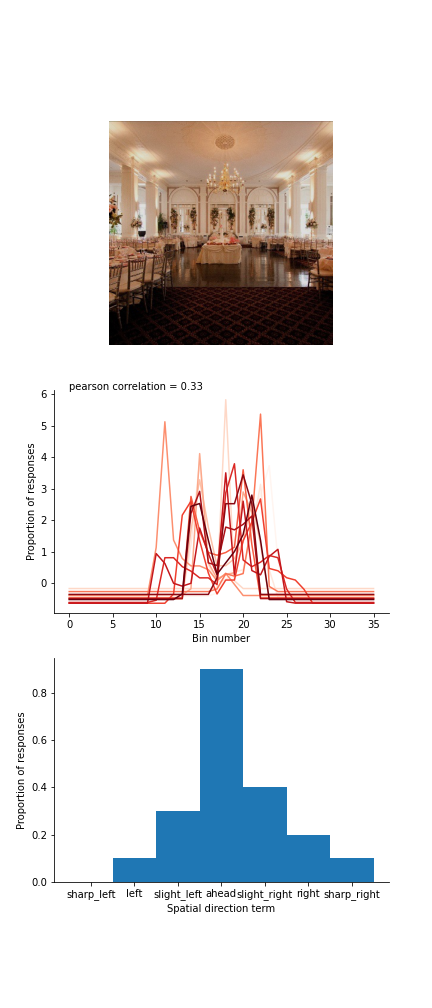 pearson correlation = 0.33
6
5
4
3
2
1
0
Proportion of responses
0 5 10 15 20 25 30 35
Bin number
0.8
0.6
0.4
0.2
0.0
Proportion of responses
sharp_left left slight_left ahead slight_right right sharp_right
Spatial direction term